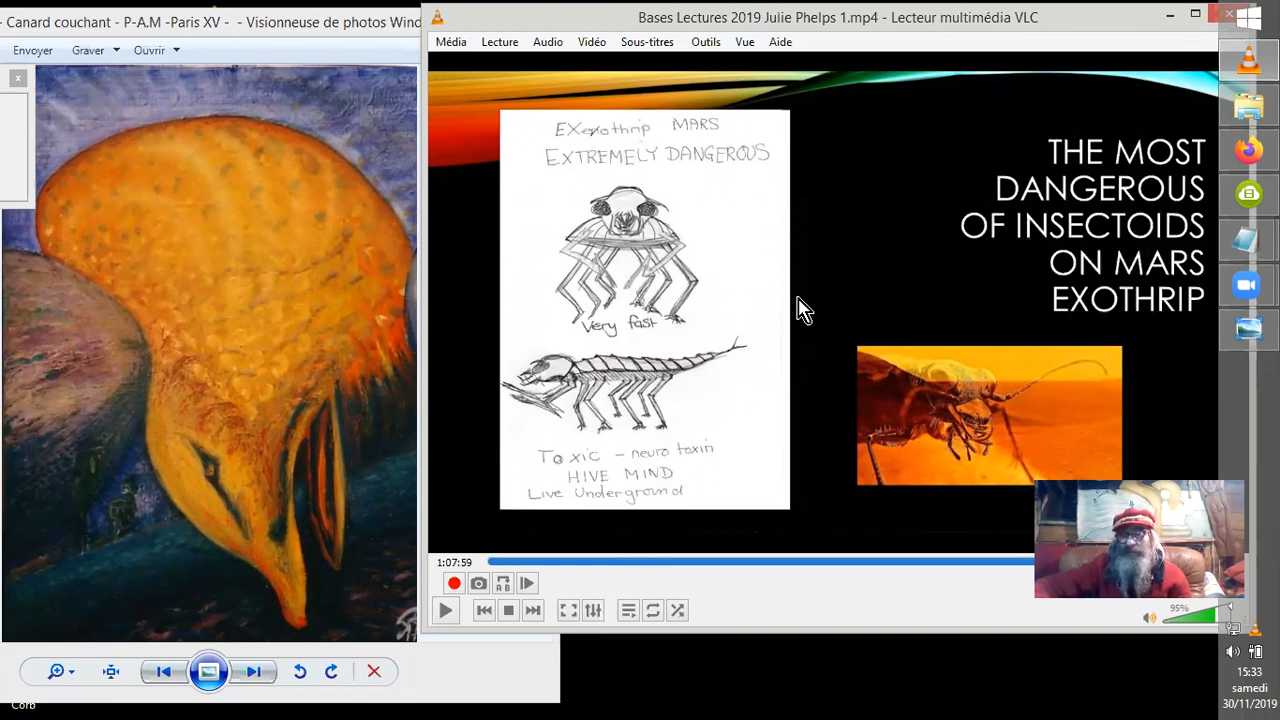 Canard couchant - P-A.M -Paris XV - - Visionneuse de photos Wind
Envoyer Graver Ouvrir
x
Bases Lectures 2019 Julie Phelps 1.mp4 - Lecteur multimédia VLC
Média Lecture Audio Vidéo Sous-titres Outils Vue Aide
EXexothrip MARS
EXTREMELY DANGEROUS
Very fast
Toxic - neuro toxin
HIVE MIND
Live Underground
THE MOST
DANGEROUS
OF INSECTOIDS
ON MARS
EXOTHRIP
1:07:59
A B
95%
Corb
15:33
samedi
30/11/2019